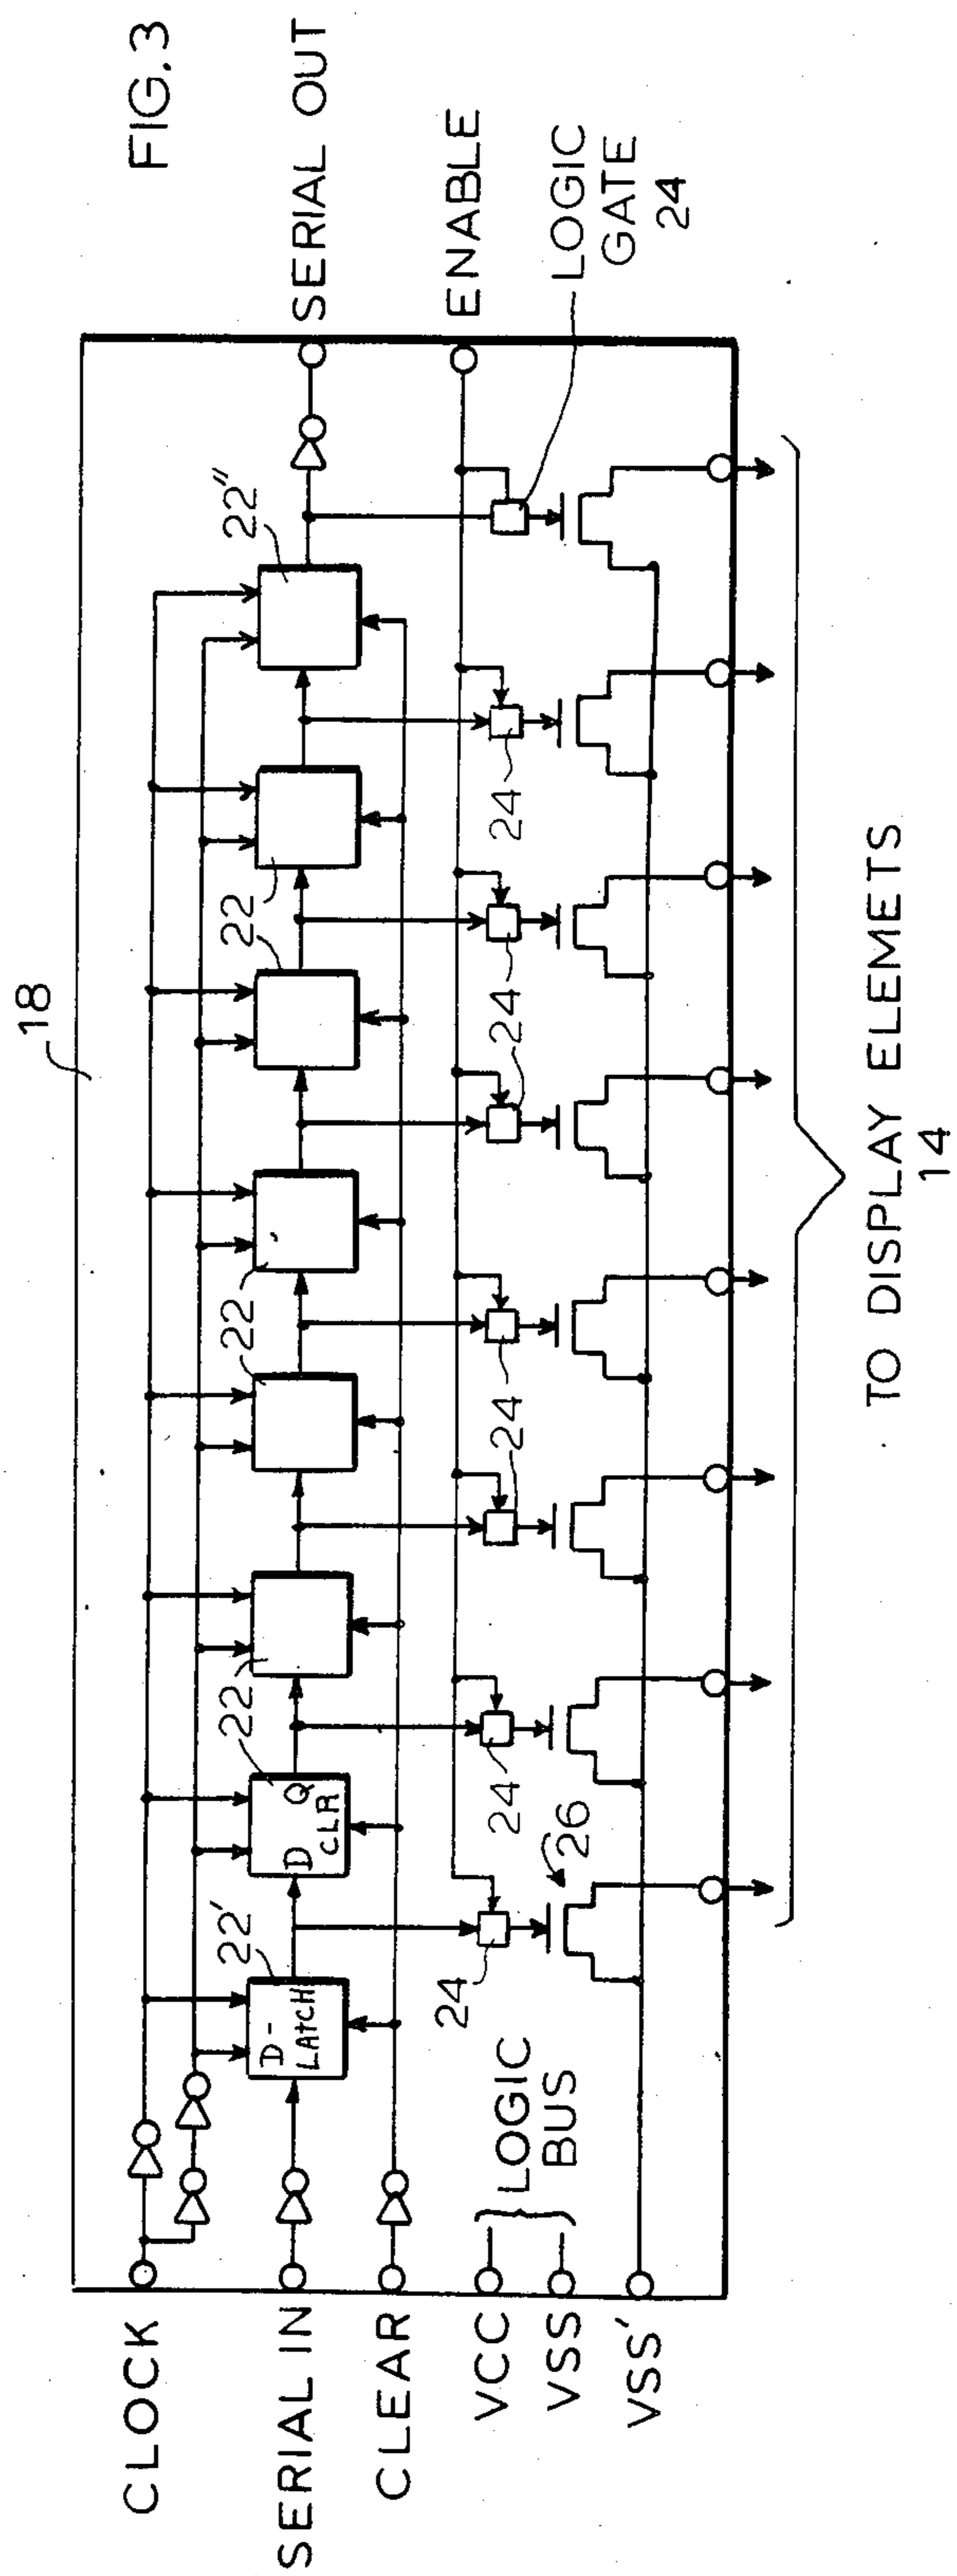 FIG. 3
18
CLOCK
SERIAL IN
CLEAR
VCC
VSS
VSS'
LOGIC
BUS
D-
LATCH
22'
D Q
CLR
22
22
22
22
22
22
22"
SERIAL OUT
ENABLE
LOGIC
GATE
24
24
24
24
24
24
24
24
26
TO DISPLAY ELEMETS
14